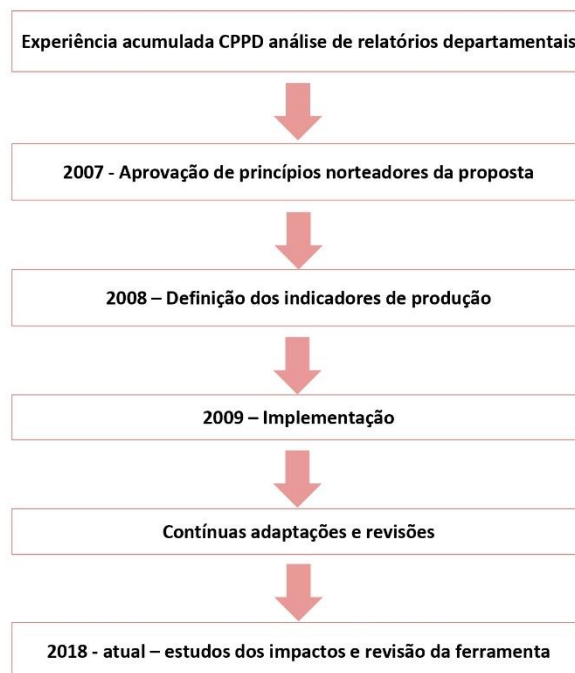 Experiência acumulada CPPD análise de relatórios departamentais
2007 - Aprovação de princípios norteadores da proposta
2008 – Definição dos indicadores de produção
2009 – Implementação
Contínuas adaptações e revisões
2018 - atual – estudos dos impactos e revisão da ferramenta